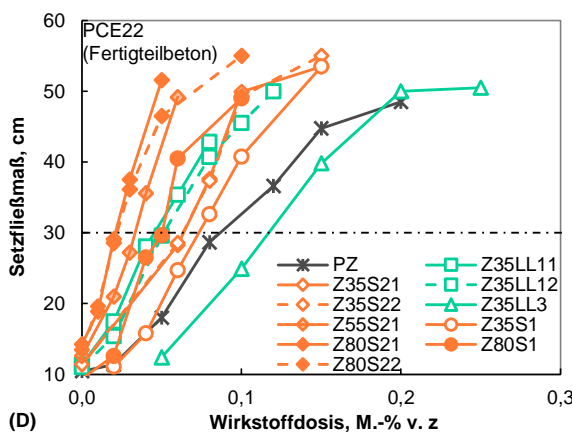 PCE22
(Fertigteilbeton)
Setzfließmaß, cm
60
50
40
30
20
10
PZ
Z35LL11
Z35S21
Z35LL12
Z35S22
Z35LL3
Z55S21
Z35S1
Z80S21
Z80S1
Z80S22
0,0
0,1
0,2
0,3
(D)
Wirkstoffdosis, M.-% v. z